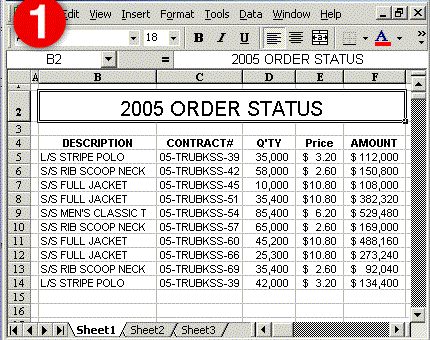 1 Edit View Insert Format Tools Data Window Help
18 B I U A
B2 = 2005 ORDER STATUS
A B C D E F
1
2 2005 ORDER STATUS
3
4 DESCRIPTION CONTRACT# Q'TY Price AMOUNT
5 L/S STRIPE POLO 05-TRUBKSS-39 35,000 $ 3.20 $ 112,000
6 S/S RIB SCOOP NECK 05-TRUBKSS-42 58,000 $ 2.60 $ 150,800
7 S/S FULL JACKET 05-TRUBKSS-45 10,000 $10.80 $ 108,000
8 S/S FULL JACKET 05-TRUBKSS-51 35,400 $10.80 $ 382,320
9 S/S MEN'S CLASSIC T 05-TRUBKSS-54 85,400 $ 6.20 $ 529,480
10 S/S RIB SCOOP NECK 05-TRUBKSS-57 65,000 $ 2.60 $ 169,000
11 S/S FULL JACKET 05-TRUBKSS-60 45,200 $10.80 $ 488,160
12 S/S FULL JACKET 05-TRUBKSS-66 25,300 $10.80 $ 273,240
13 S/S RIB SCOOP NECK 05-TRUBKSS-69 35,400 $ 2.60 $ 92,040
14 L/S STRIPE POLO 05-TRUBKSS-39 42,000 $ 3.20 $ 134,400
15
16
Sheet1 Sheet2 Sheet3